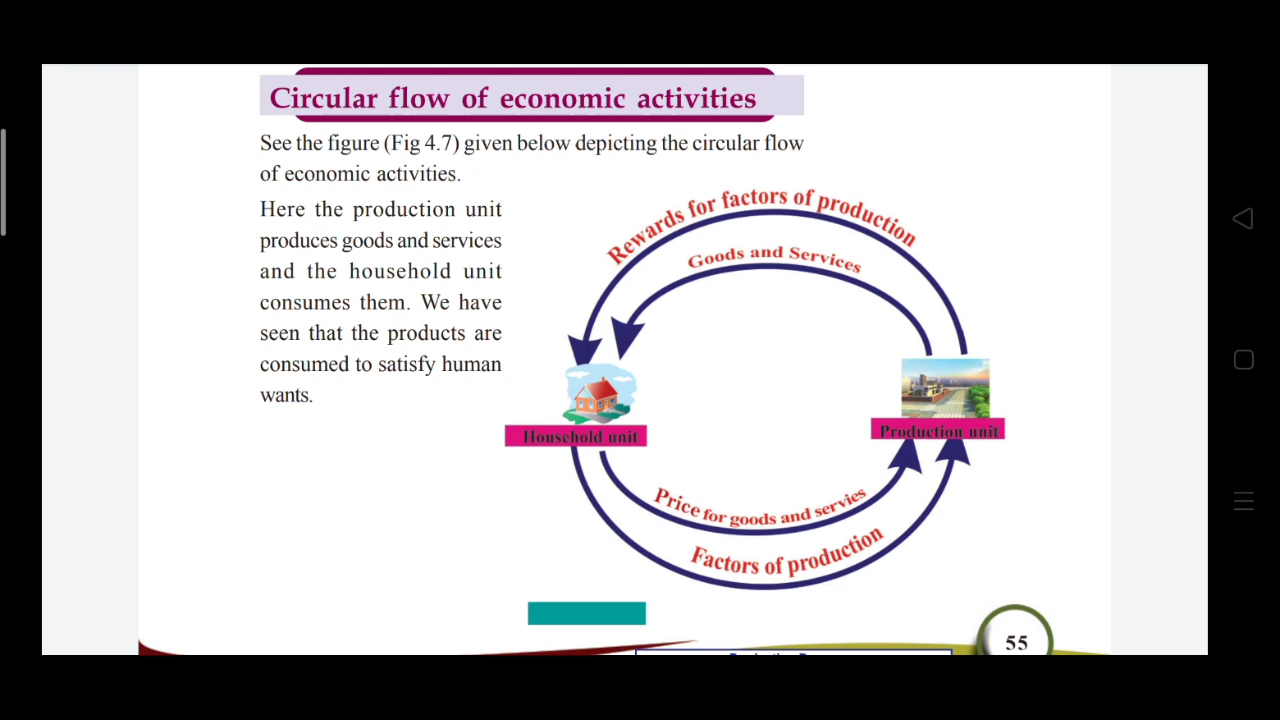 Circular flow of economic activities
See the figure (Fig 4.7) given below depicting the circular flow
of economic activities.
Here the production unit
produces goods and services
and the household unit
consumes them. We have
seen that the products are
consumed to satisfy human
wants.
Rewards for factors of production
Goods and Services
Household unit
Production unit
Price for goods and servies
Factors of production
55